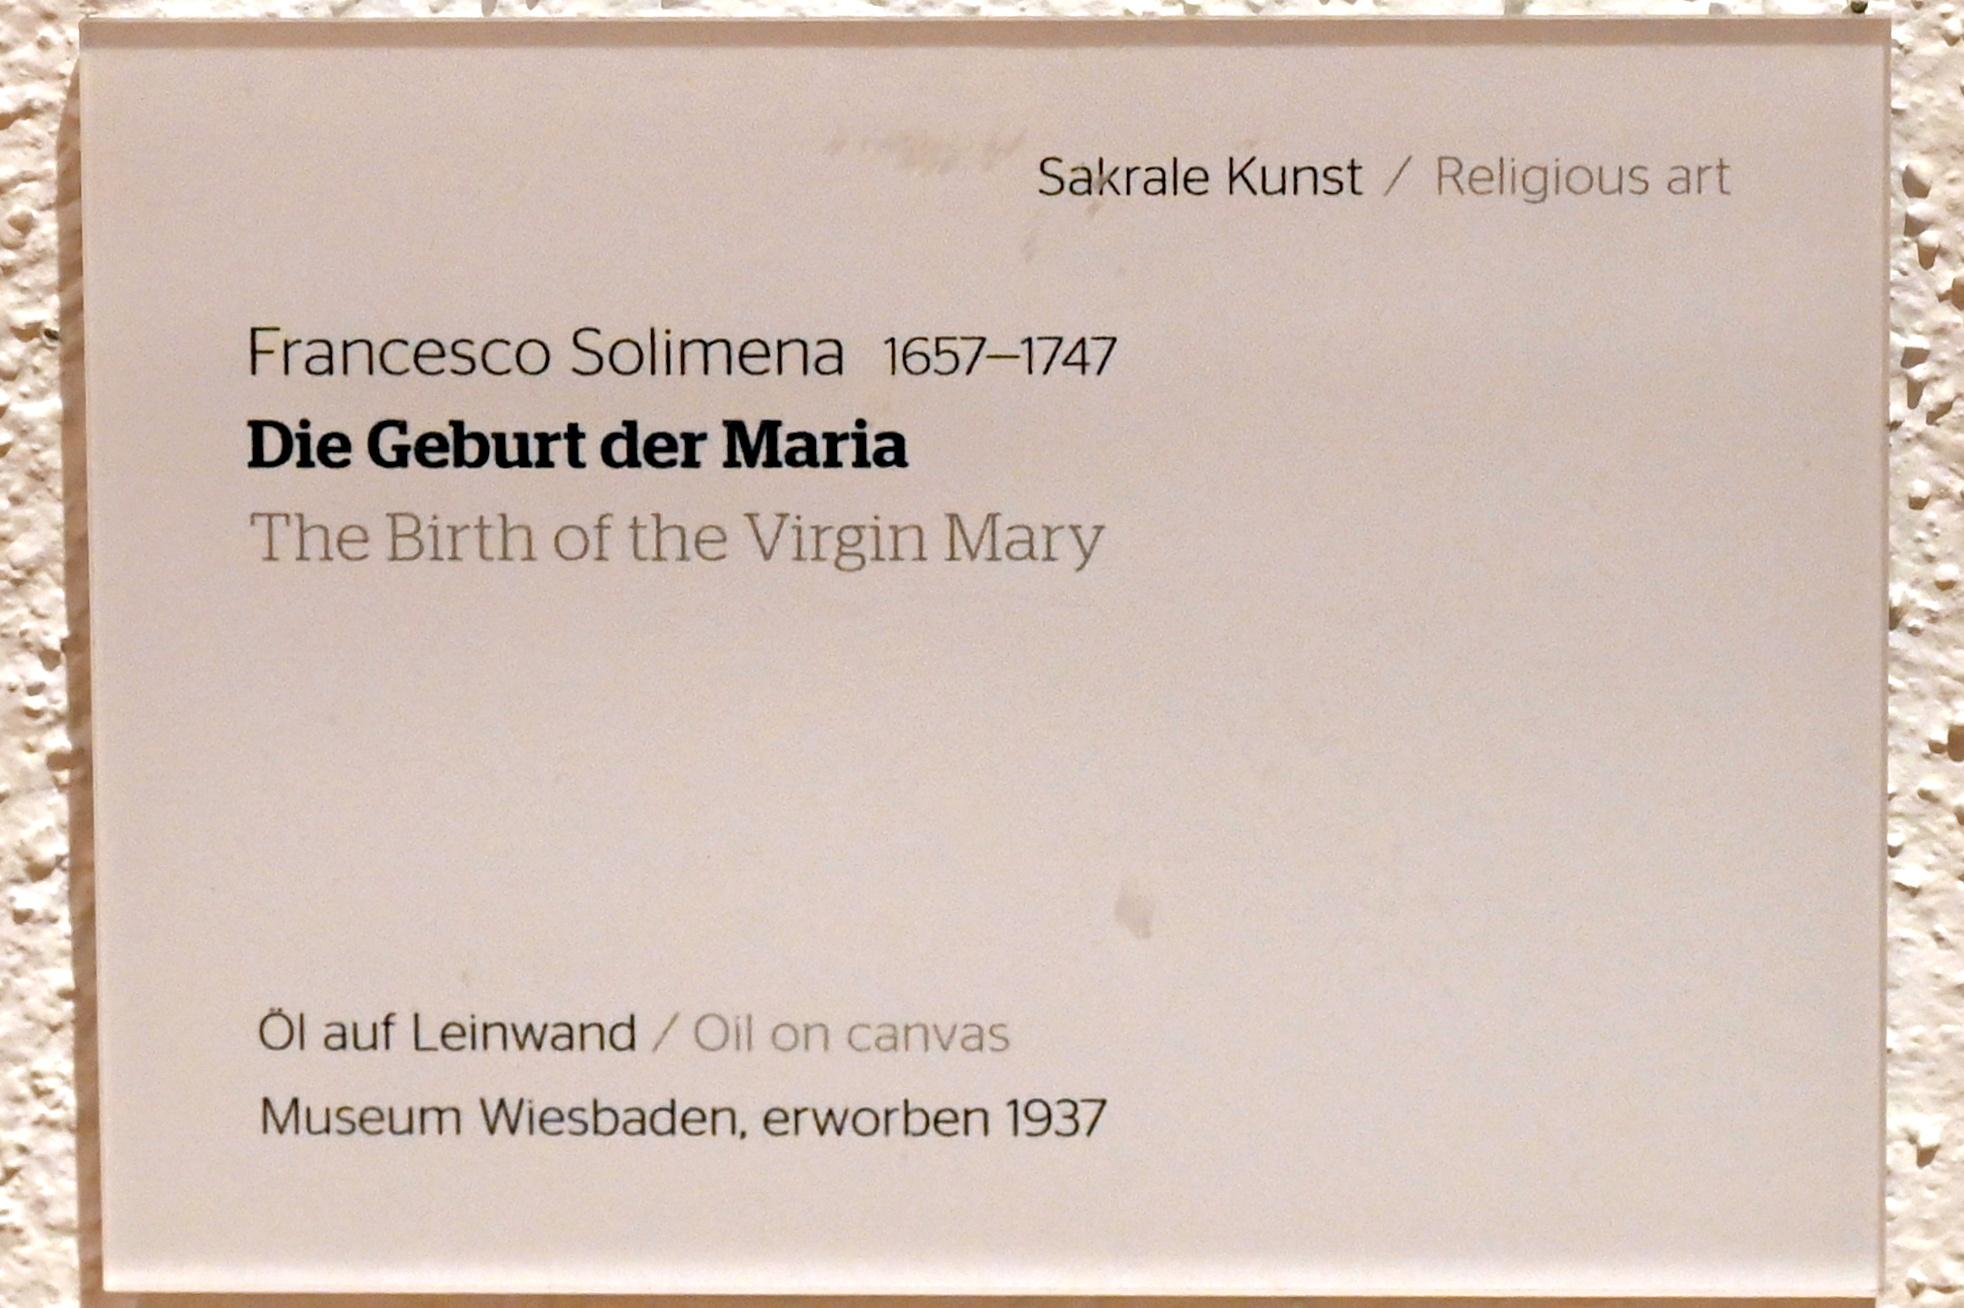 Sakrale Kunst / Religious art
Francesco Solimena 1657–1747
Die Geburt der Maria
The Birth of the Virgin Mary
Öl auf Leinwand / Oil on canvas
Museum Wiesbaden, erworben 1937